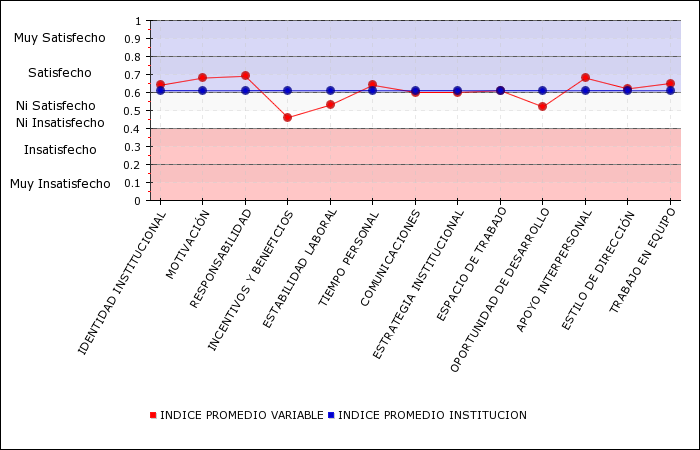 1
Muy Satisfecho
0.9
0.8
Satisfecho
0.7
0.6
Ni Satisfecho
0.5
Ni Insatisfecho
0.4
Insatisfecho
0.3
0.2
Muy Insatisfecho
0.1
0
IDENTIDAD INSTITUCIONAL
MOTIVACIÓN
RESPONSABILIDAD
INCENTIVOS Y BENEFICIOS
ESTABILIDAD LABORAL
TIEMPO PERSONAL
COMUNICACIONES
ESTRATEGIA INSTITUCIONAL
ESPACIO DE TRABAJO
OPORTUNIDAD DE DESARROLLO
APOYO INTERPERSONAL
ESTILO DE DIRECCIÓN
TRABAJO EN EQUIPO
INDICE PROMEDIO VARIABLE
INDICE PROMEDIO INSTITUCION